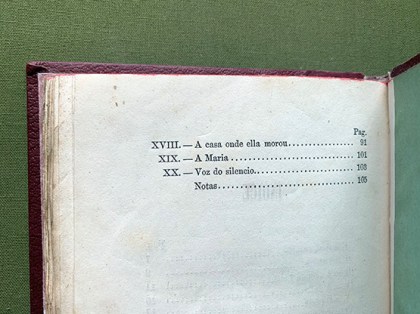 Pag.
XVIII. — A casa onde ella morou.................. 91
XIX. — A Maria............................... 101
XX. — Voz do silencio......................... 103
Notas................................ 105